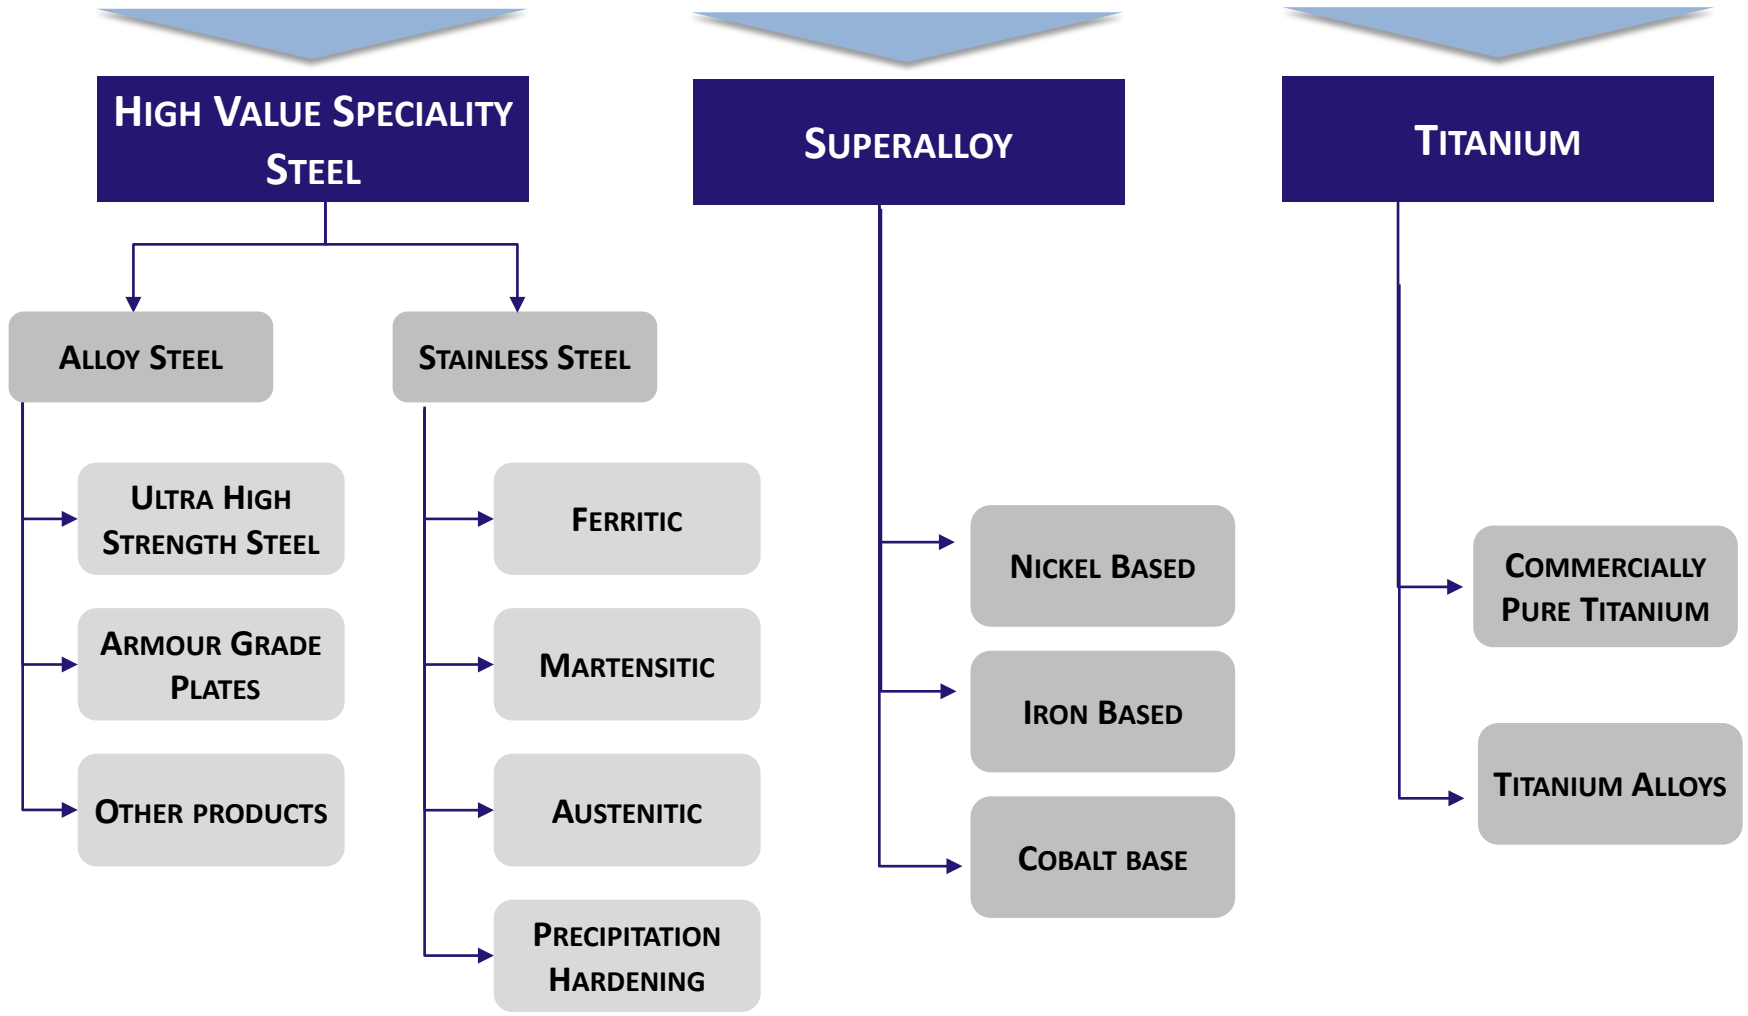 High Value Speciality
Steel
Superalloy
Titanium
Alloy Steel
Stainless Steel
Ultra High
Strength Steel
Armour Grade
Plates
Other products
Ferritic
Martensitic
Austenitic
Precipitation
Hardening
Nickel Based
Iron Based
Cobalt base
Commercially
Pure Titanium
Titanium Alloys